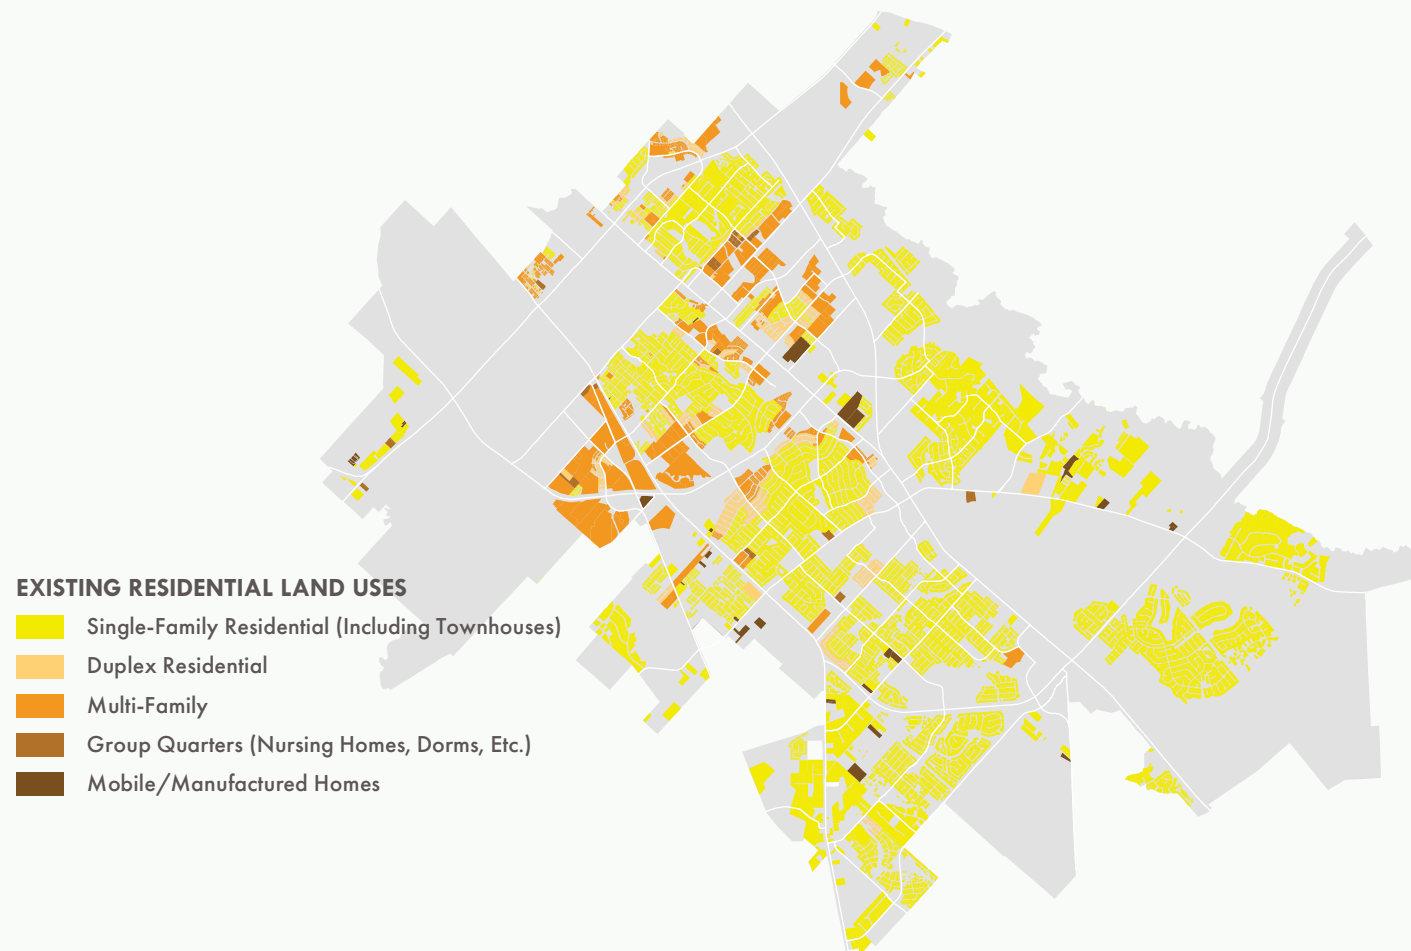 EXISTING RESIDENTIAL LAND USES
Single-Family Residential (Including Townhouses)
Duplex Residential
Multi-Family
Group Quarters (Nursing Homes, Dorms, Etc.)
Mobile/Manufactured Homes